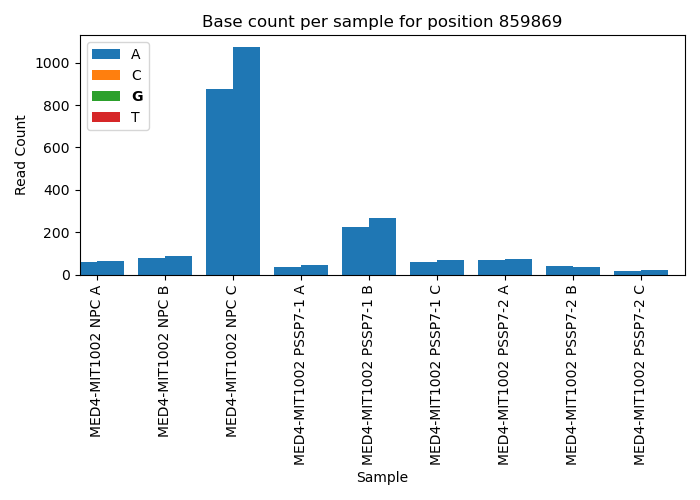 Base count per sample for position 859869
A
C
G
T
Read Count
1000
800
600
400
200
0
MED4-MIT1002 NPC A
MED4-MIT1002 NPC B
MED4-MIT1002 NPC C
MED4-MIT1002 PSSP7-1 A
MED4-MIT1002 PSSP7-1 B
MED4-MIT1002 PSSP7-1 C
MED4-MIT1002 PSSP7-2 A
MED4-MIT1002 PSSP7-2 B
MED4-MIT1002 PSSP7-2 C
Sample